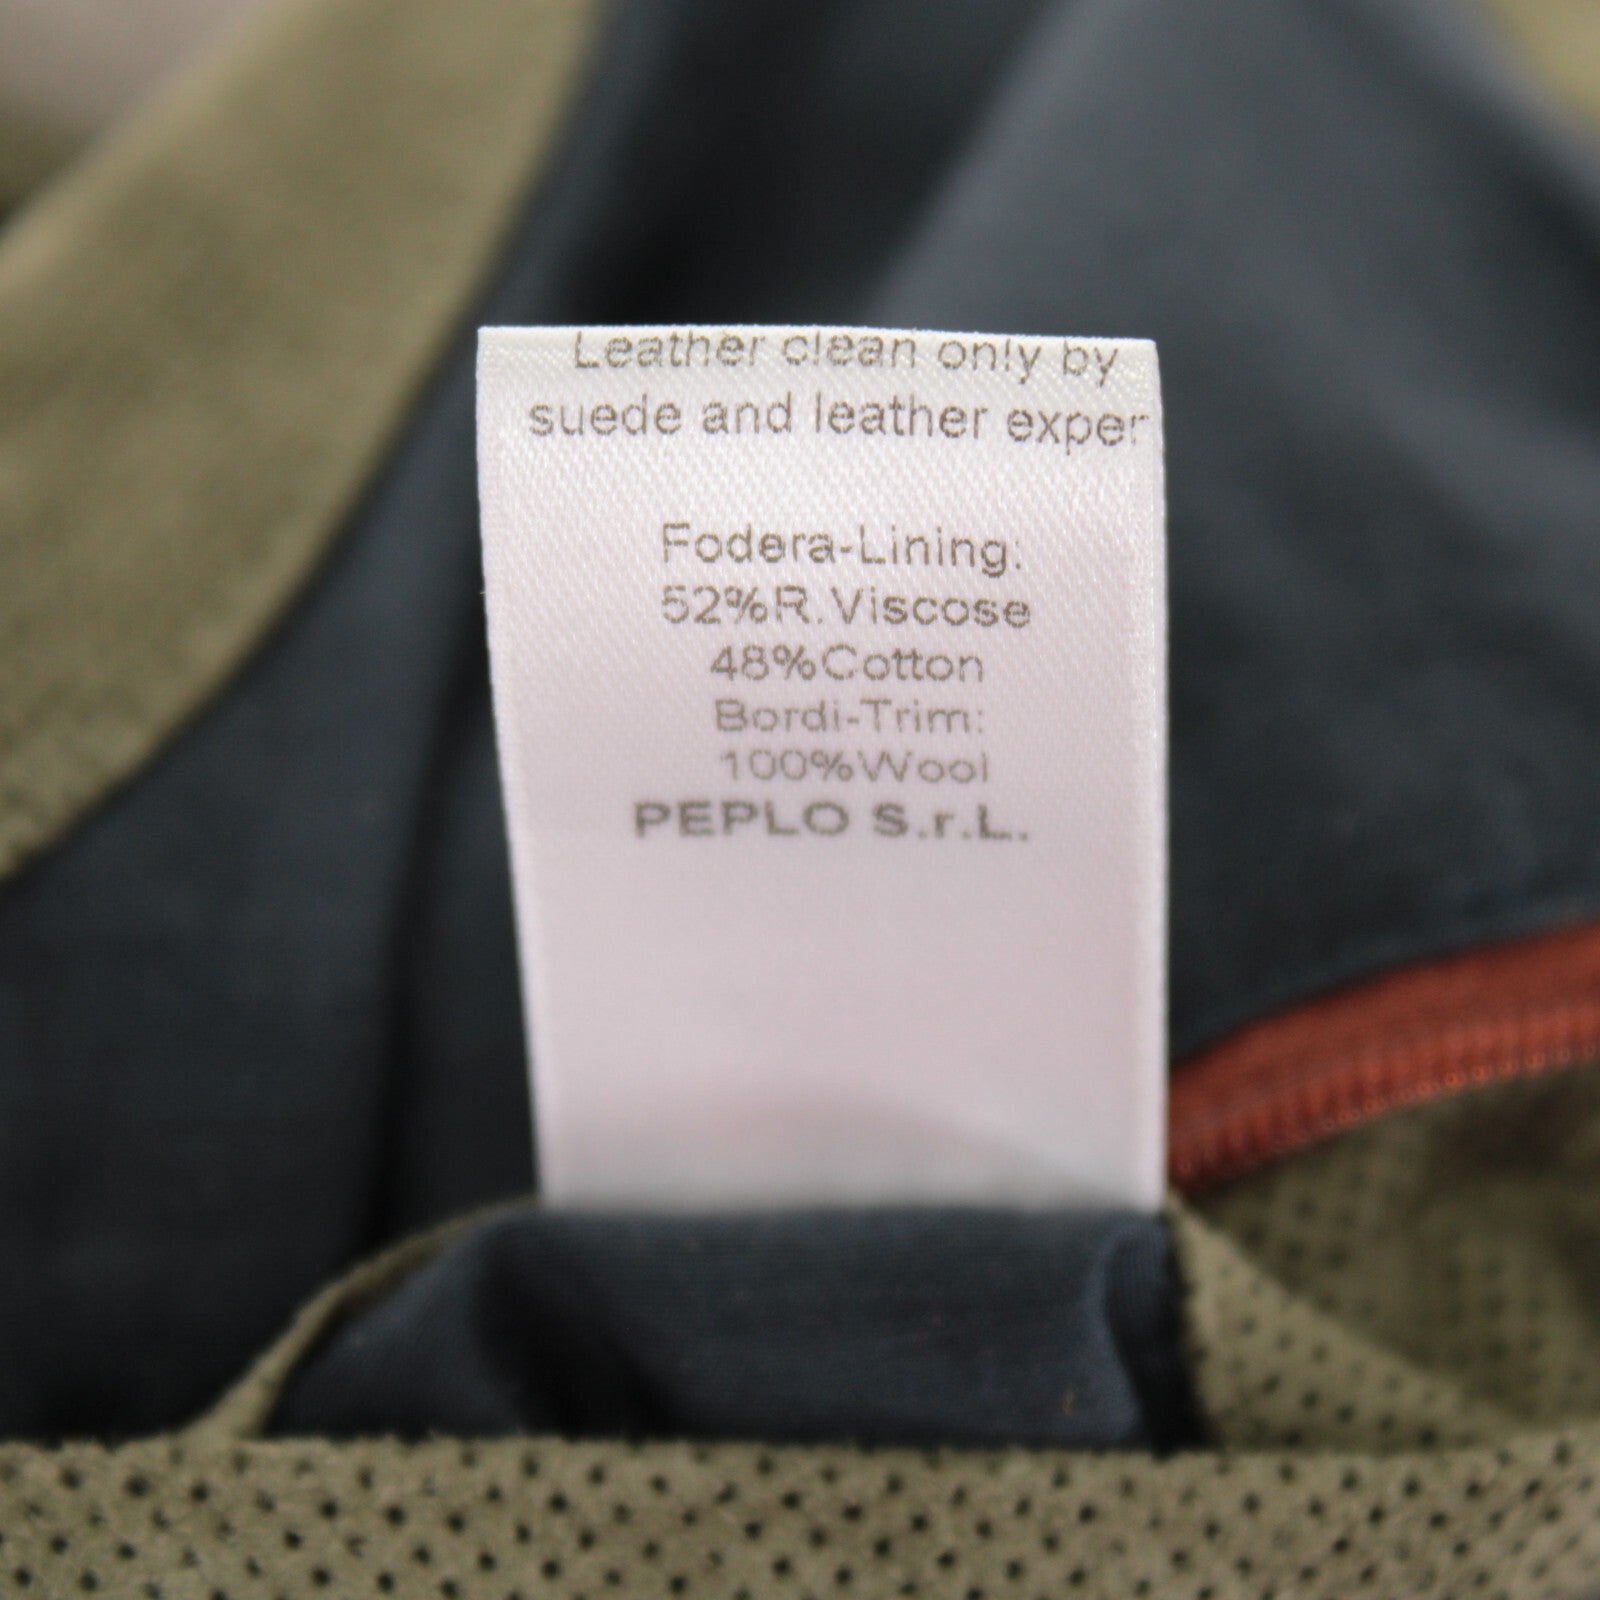 Leather clean only by
suede and leather exper
Fodera-Lining:
52%R.Viscose
48%Cotton
Bordi-Trim:
100%Wool
PEPLO S.r.L.